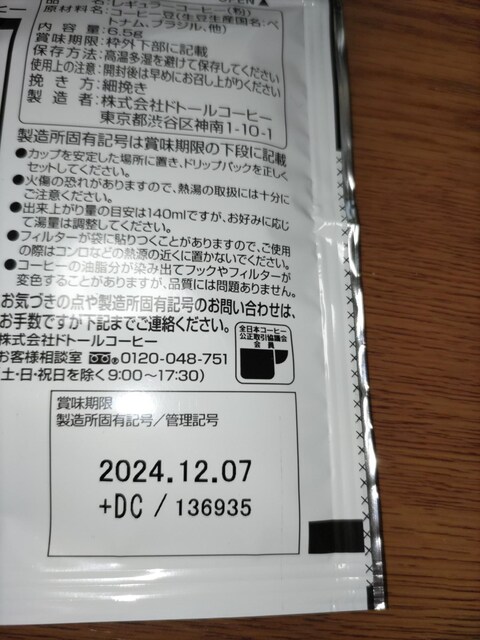 OPEN
品名：レギュラーコーヒー(粉)
原材料名：コーヒー豆(生豆生産国名：ベ
トナム、ブラジル、他)
内容量：6.5g
賞味期限：枠外下部に記載
保存方法：高温多湿を避けて保存してください
使用上の注意：開封後は早めにお召し上がりください
挽き方：細挽き
製造者：株式会社ドトールコーヒー
東京都渋谷区神南1-10-1
製造所固有記号は賞味期限の下段に記載
●カップを安定した場所に置き、ドリップパックを正しく
セットしてください。
●火傷の恐れがありますので、熱湯の取扱には十分に
ご注意ください。
●出来上がり量の目安は140mlですが、お好みに応じ
て湯量は調整してください。
●フィルターが袋に貼りつくことがありますので、ご使用
の際はコンロなどの熱源の近くに置かないでください。
●コーヒーの油脂分が染み出てフックやフィルターが
変色することがありますが、品質には問題ありません。
お気づきの点や製造所固有記号のお問い合わせは、
お手数ですが下記までご連絡ください。
株式会社ドトールコーヒー
お客様相談室 0120-048-751
土・日・祝日を除く9:00〜17:30)
全日本コーヒー
公正取引協議会
会員
賞味期限
製造所固有記号／管理記号
2024.12.07
+DC / 136935